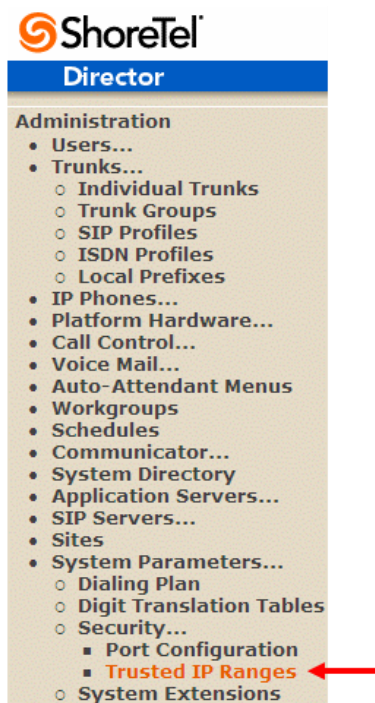 ShoreTel
Director
Administration
Users...
Trunks...
Individual Trunks
Trunk Groups
SIP Profiles
ISDN Profiles
Local Prefixes
IP Phones...
Platform Hardware...
Call Control...
Voice Mail...
Auto-Attendant Menus
Workgroups
Schedules
Communicator...
System Directory
Application Servers...
SIP Servers...
Sites
System Parameters...
Dialing Plan
Digit Translation Tables
Security...
Port Configuration
Trusted IP Ranges
System Extensions